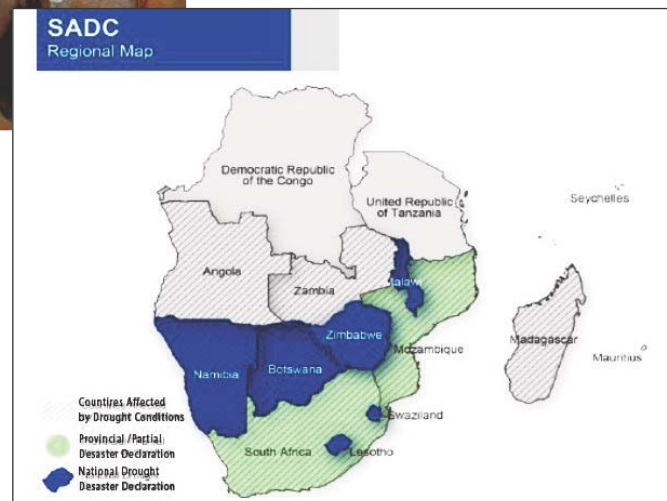 SADC
Regional Map
Democratic Republic
of the Congo
United Republic
of Tanzania
Seychelles
Angola
Zambia
Malawi
Zimbabwe
Mozambique
Madagascar
Mauritius
Namibia
Botswana
Swaziland
South Africa
Lesotho
Countires Affected
by Drought Conditions
Provincial /Partial
Desaster Declaration
National Drought
Desaster Declaration